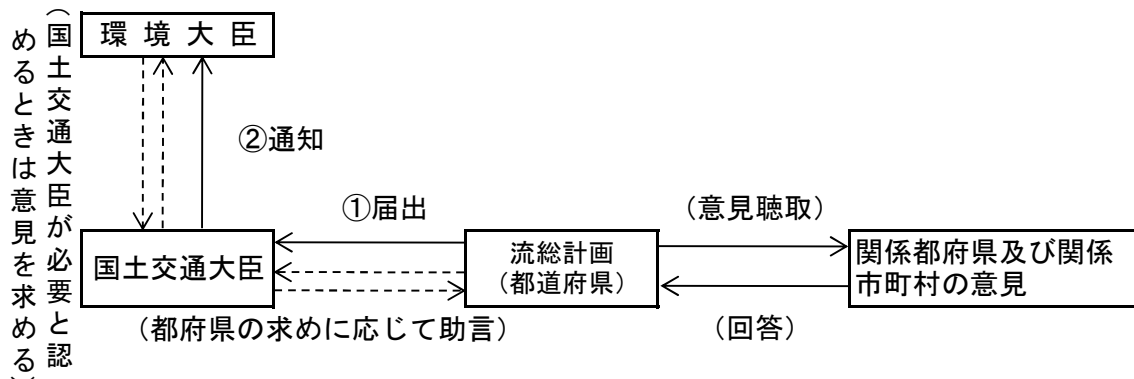 （国土交通大臣が必要と認
めるときは意見を求める）
環境大臣
②通知
①届出
（意見聴取）
国土交通大臣
流総計画
（都道府県）
関係都府県及び関係
市町村の意見
（都府県の求めに応じて助言）
（回答）